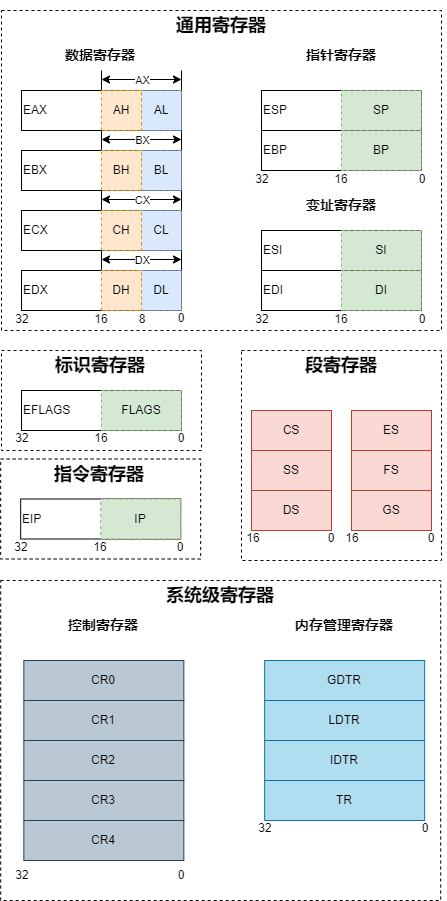 通用寄存器
数据寄存器
AX
EAX AH AL
BX
EBX BH BL
CX
ECX CH CL
DX
EDX DH DL
32 16 8 0
指针寄存器
ESP SP
EBP BP
32 16 0
变址寄存器
ESI SI
EDI DI
32 16 0
标识寄存器
EFLAGS FLAGS
32 16 0
指令寄存器
EIP IP
32 16 0
段寄存器
CS ES
SS FS
DS GS
16 0 16 0
系统级寄存器
控制寄存器
CR0
CR1
CR2
CR3
CR4
32 0
内存管理寄存器
GDTR
LDTR
IDTR
TR
32 0